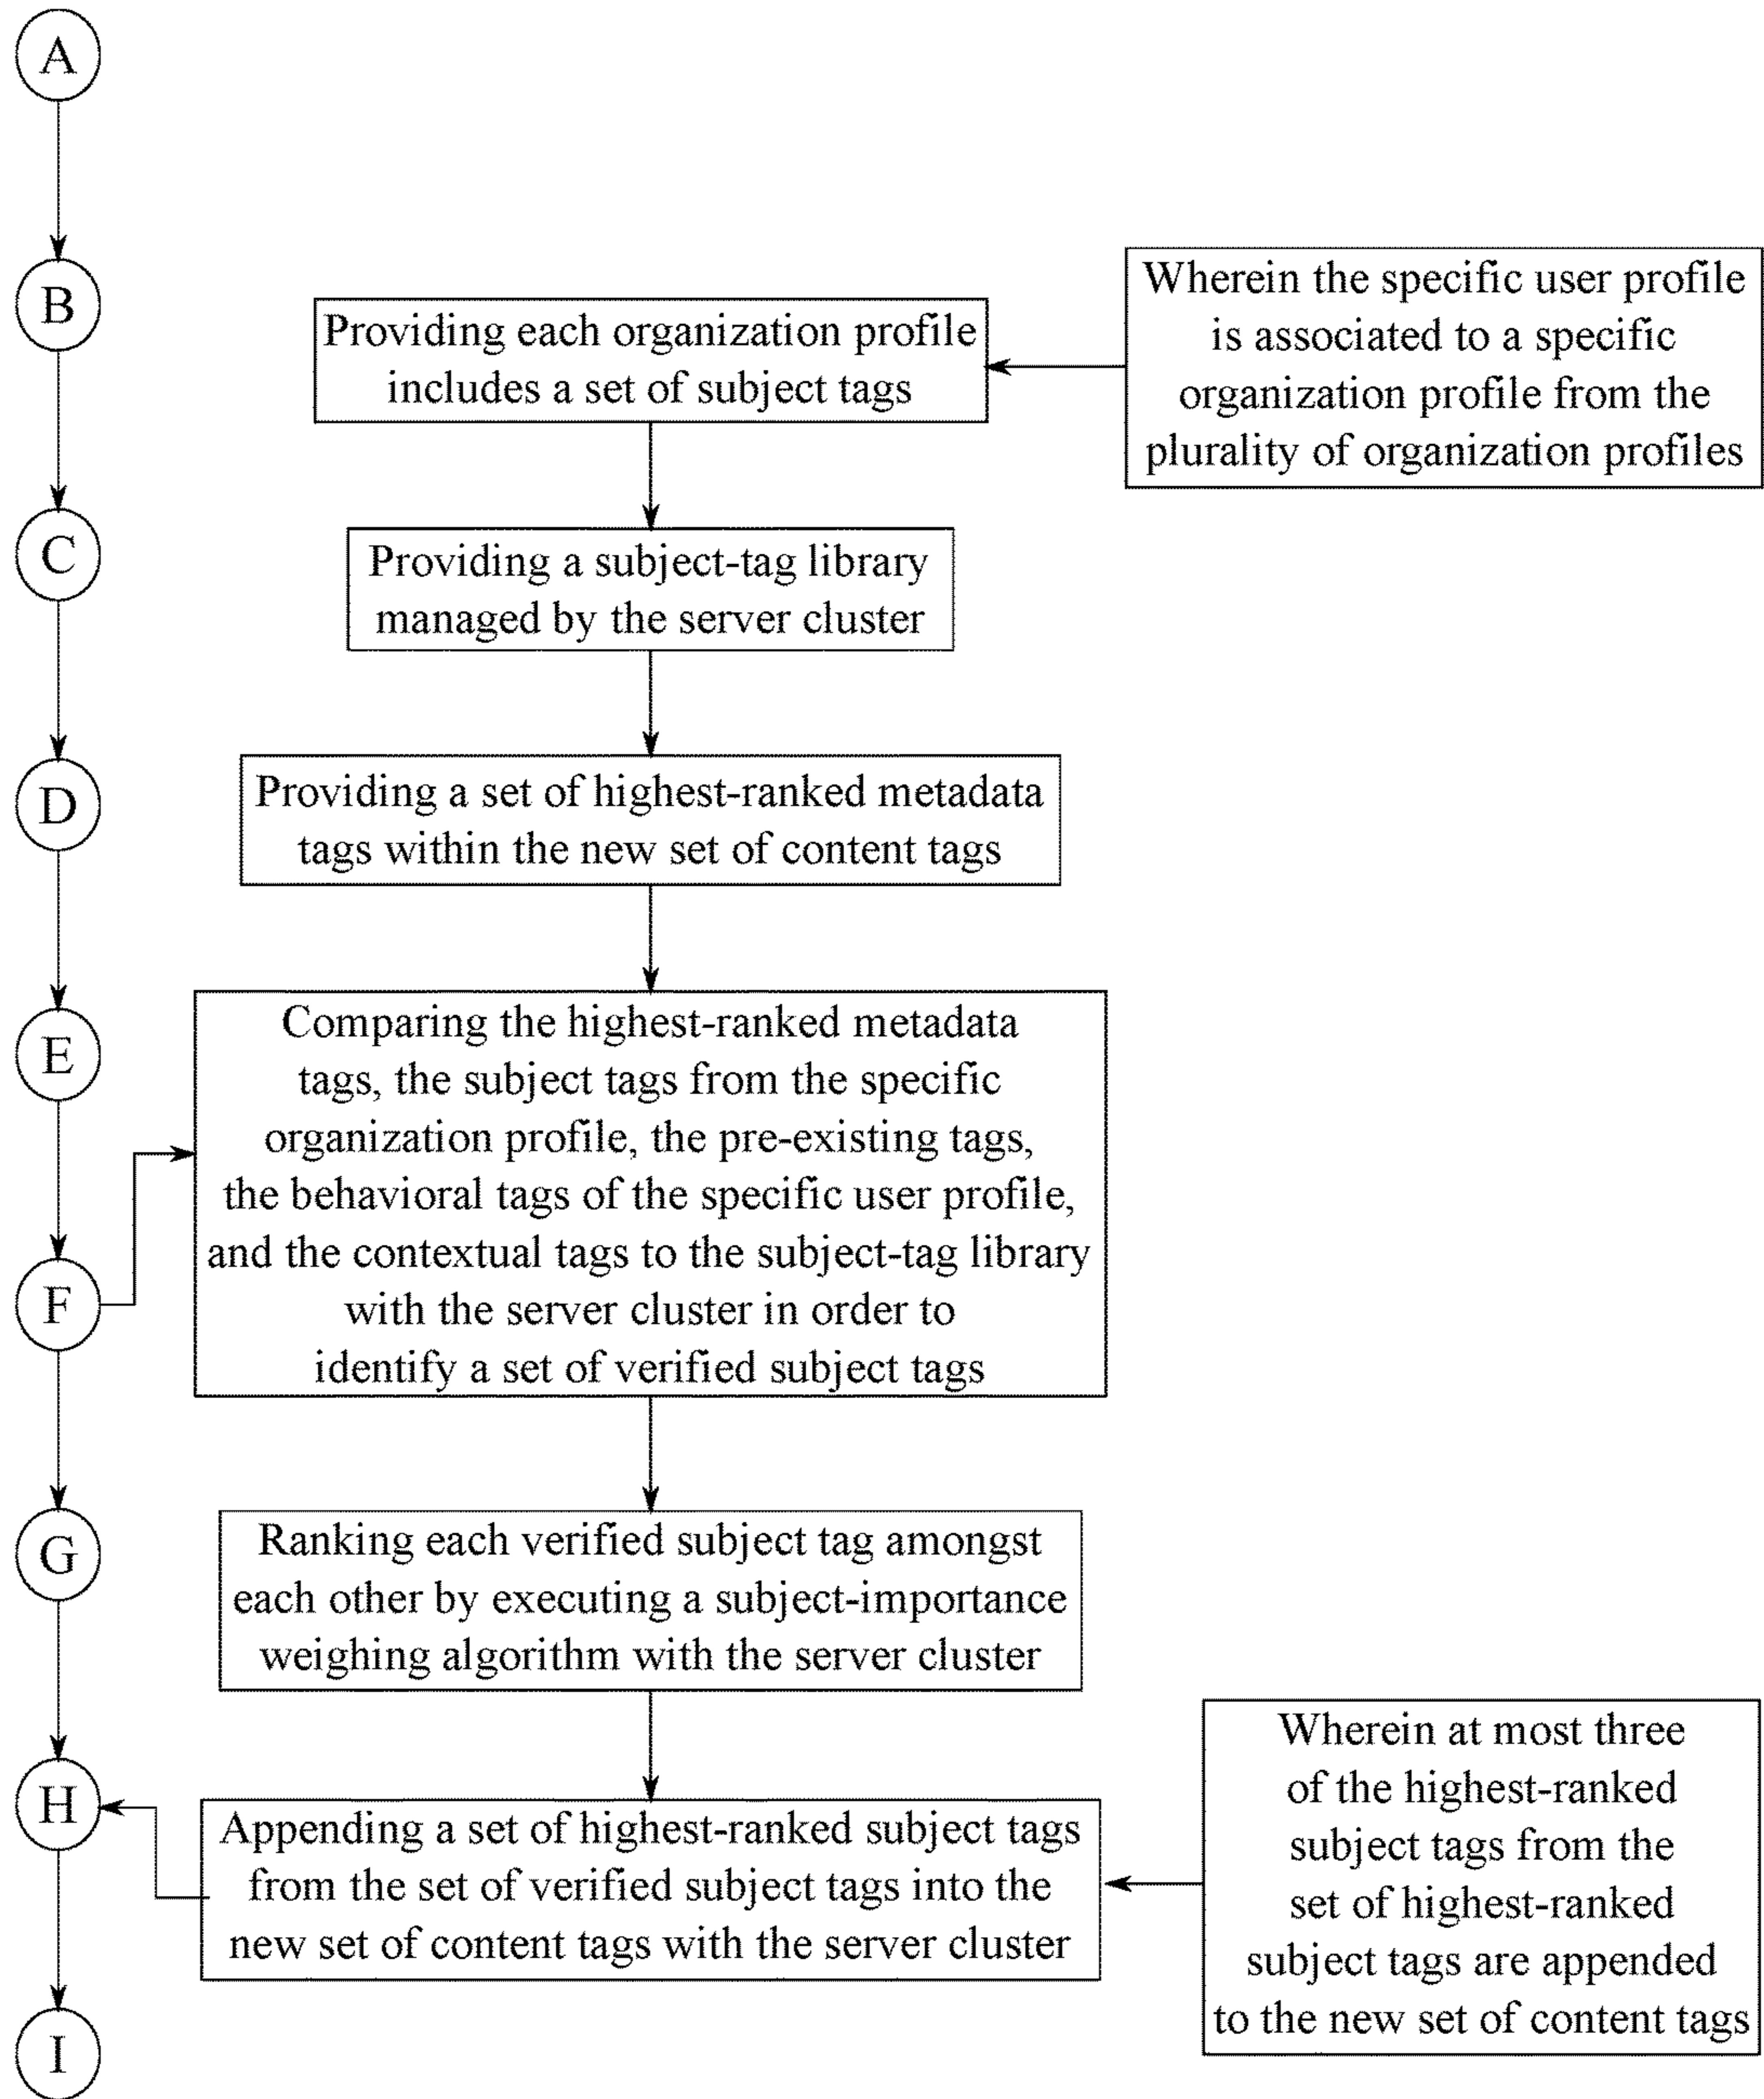 A
B
C
D
E
F
G
H
I
Providing each organization profile
includes a set of subject tags
Wherein the specific user profile
is associated to a specific
organization profile from the
plurality of organization profiles
Providing a subject-tag library
managed by the server cluster
Providing a set of highest-ranked metadata
tags within the new set of content tags
Comparing the highest-ranked metadata
tags, the subject tags from the specific
organization profile, the pre-existing tags,
the behavioral tags of the specific user profile,
and the contextual tags to the subject-tag library
with the server cluster in order to
identify a set of verified subject tags
Ranking each verified subject tag amongst
each other by executing a subject-importance
weighing algorithm with the server cluster
Appending a set of highest-ranked subject tags
from the set of verified subject tags into the
new set of content tags with the server cluster
Wherein at most three
of the highest-ranked
subject tags from the
set of highest-ranked
subject tags are appended
to the new set of content tags